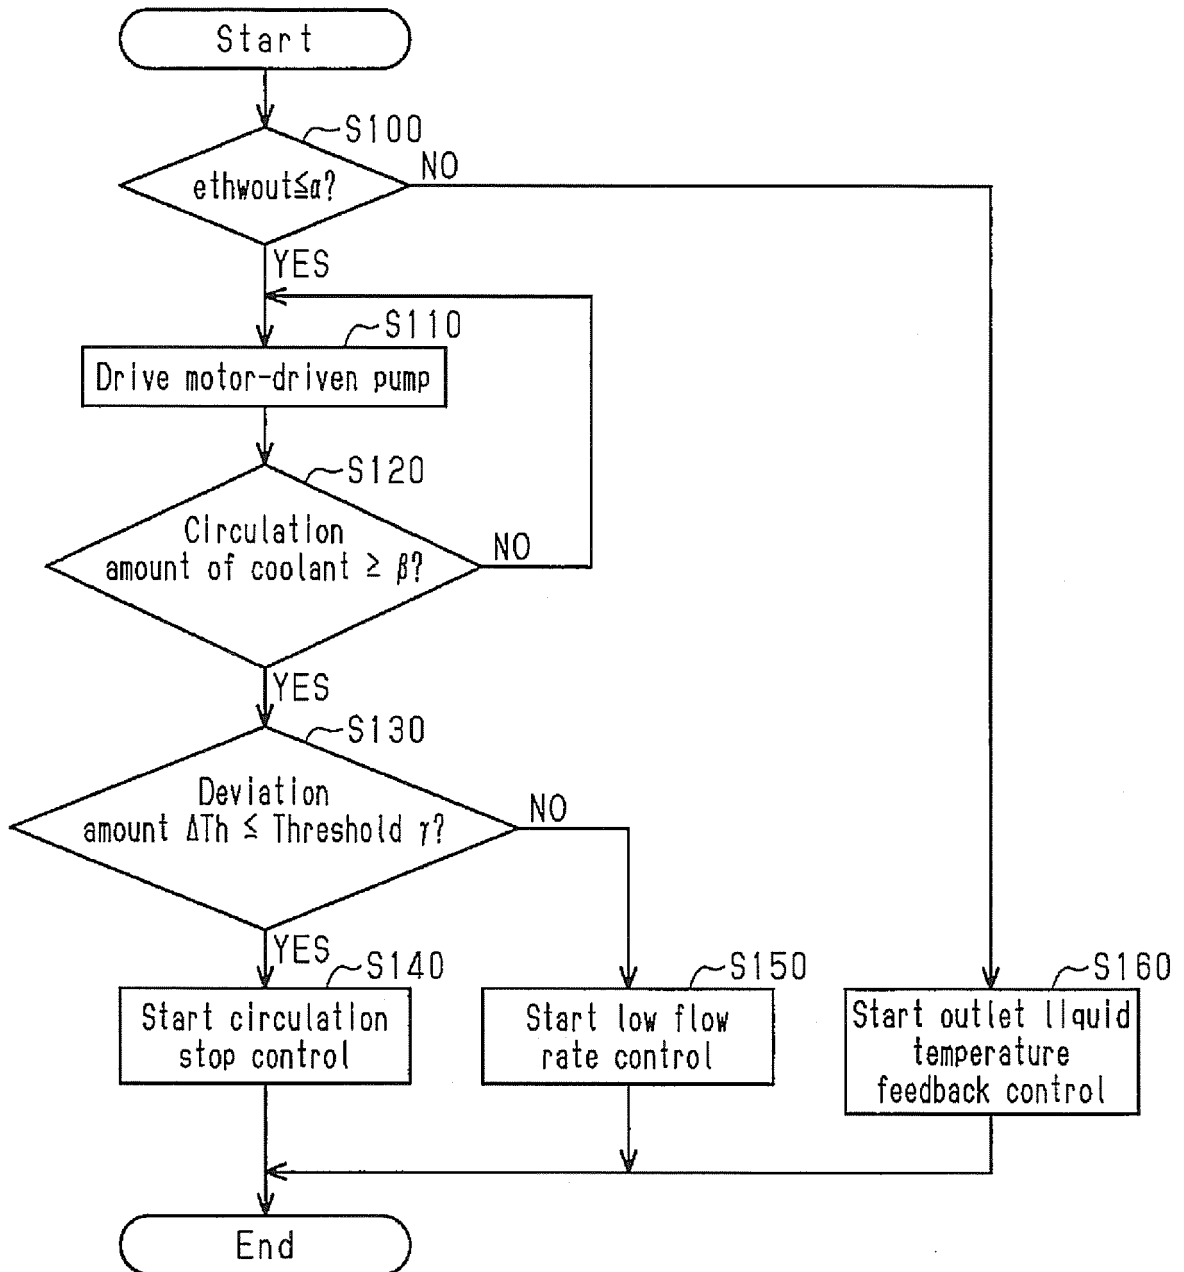 Start
S100
ethwout≦α?
NO
YES
S110
Drive motor-driven pump
S120
Circulation
amount of coolant ≥ β?
NO
YES
S130
Deviation
amount ΔTh ≤ Threshold γ?
NO
YES
S140
Start circulation
stop control
S150
Start low flow
rate control
S160
Start outlet liquid
temperature
feedback control
End